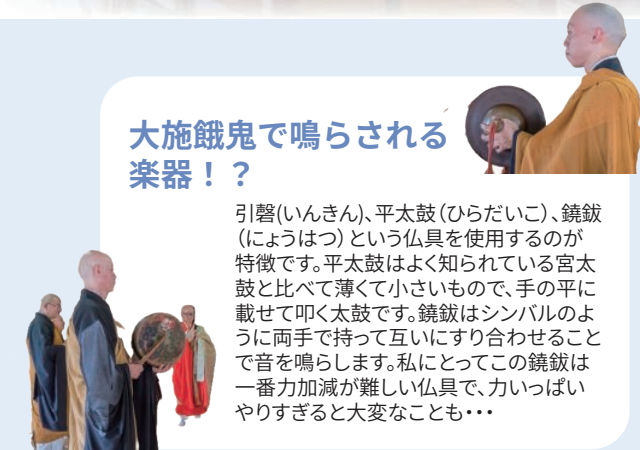 大施餓鬼で鳴らされる
楽器！？
引磬(いんきん)、平太鼓（ひらだいこ）、鐃鈸
（にょうはつ）という仏具を使用するのが
特徴です。平太鼓はよく知られている宮太
鼓と比べて薄くて小さいもので、手の平に
載せて叩く太鼓です。鐃鈸はシンバルのよ
うに両手で持って互いにすり合わせること
で音を鳴らします。私にとってこの鐃鈸は
一番力加減が難しい仏具で、力いっぱい
やりすぎると大変なことも・・・